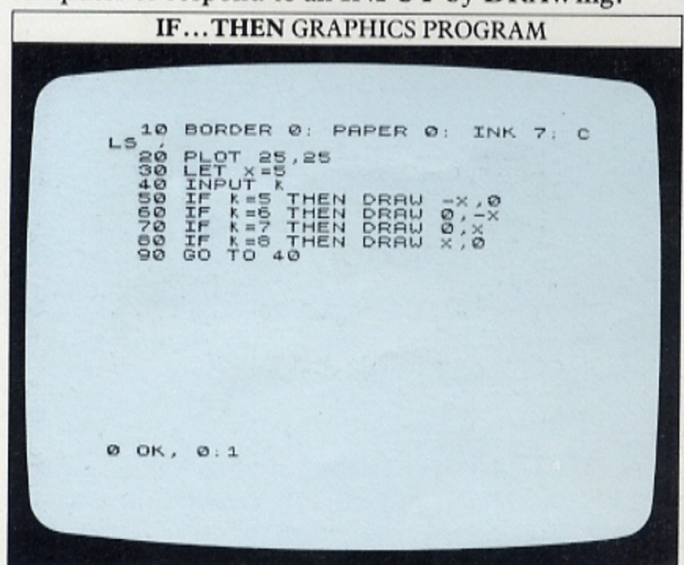 IF...THEN GRAPHICS PROGRAM
10 BORDER 0: PAPER 0: INK 7: C
LS
20 PLOT 25,25
30 LET x=5
40 INPUT k
50 IF k=5 THEN DRAW -x,0
60 IF k=6 THEN DRAW 0,-x
70 IF k=7 THEN DRAW 0,x
80 IF k=8 THEN DRAW x,0
90 GO TO 40
0 OK, 0:1